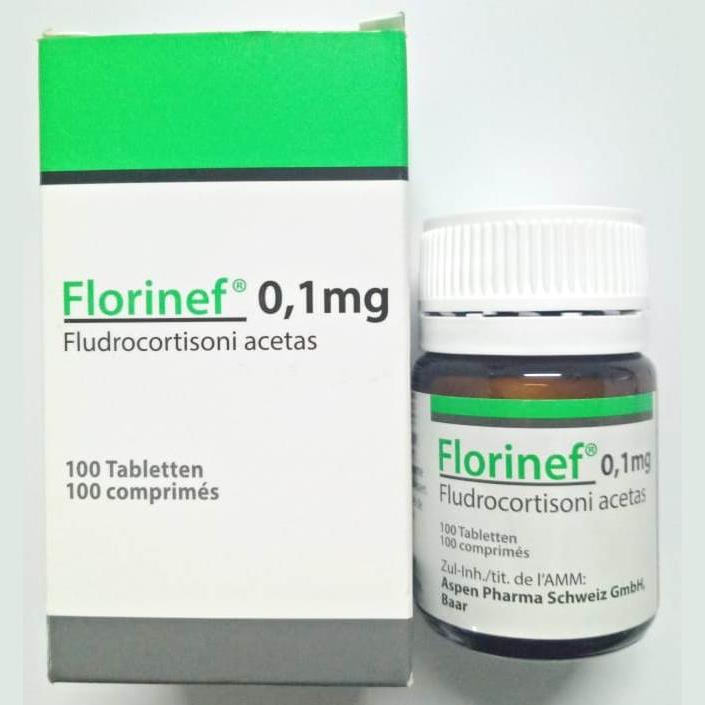 Florinef® 0,1mg
Fludrocortisoni acetas
100 Tabletten
100 comprimés
Florinef® 0,1mg
Fludrocortisoni acetas
100 Tabletten
100 comprimés
Zul-Inh./tit. de l'AMM:
Aspen Pharma Schweiz GmbH,
Baar